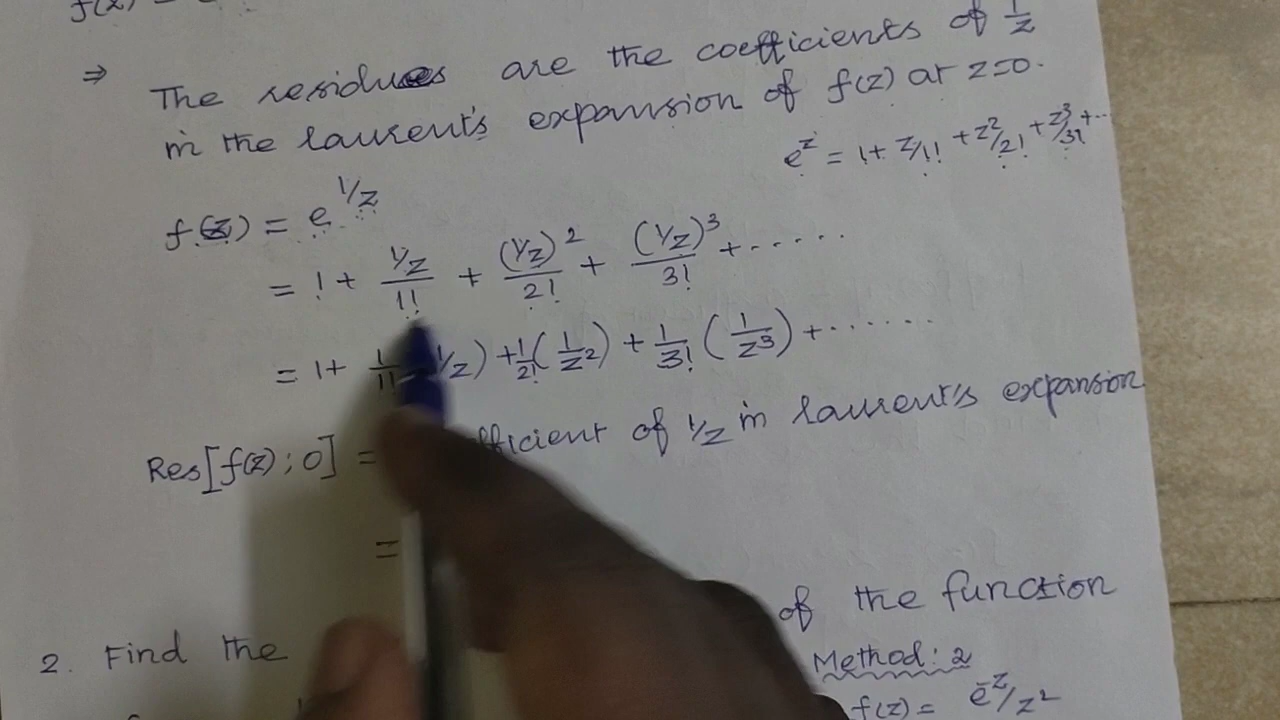 f(z) =
⇒ The residues are the coefficients of 1/z
in the laurent's expansion of f(z) at z=0.
e^z = 1 + z/1! + z²/2! + z³/3! + ...
f(z) = e^(1/z)
= 1 + (1/z)/1! + (1/z)²/2! + (1/z)³/3! + ......
= 1 + 1/1! (1/z) + 1/2! (1/z²) + 1/3! (1/z³) + .......
Res[f(z); 0] = of 1/z in laurent's expansion
=
2. Find the of the function
Method: 2
f(z) = e^-z/z²